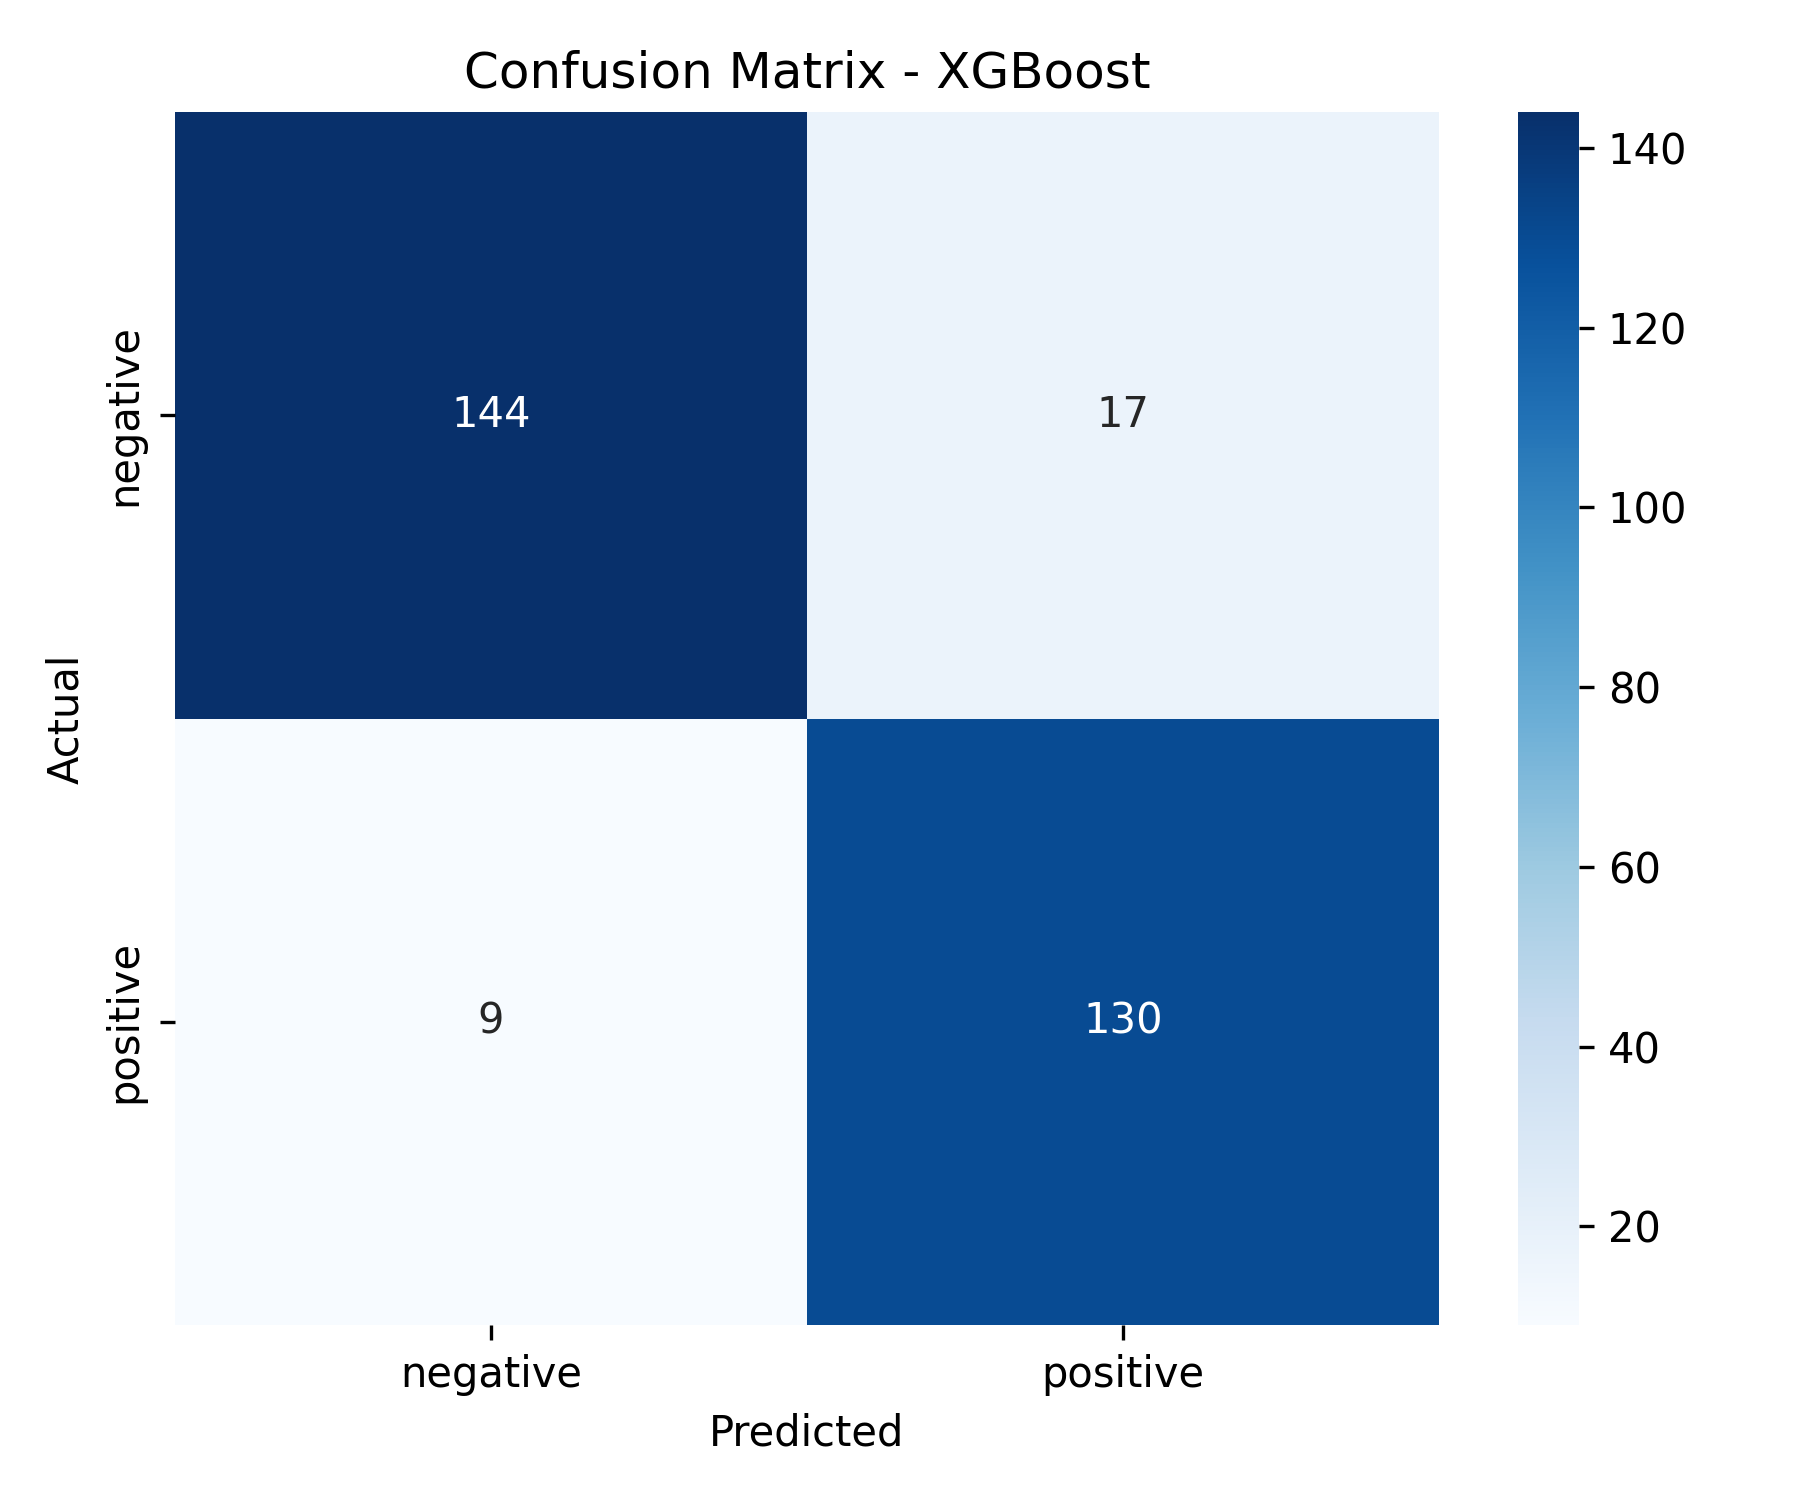 Confusion Matrix - XGBoost
144 17
9 130
negative
positive
Actual
negative positive
Predicted
140
120
100
80
60
40
20